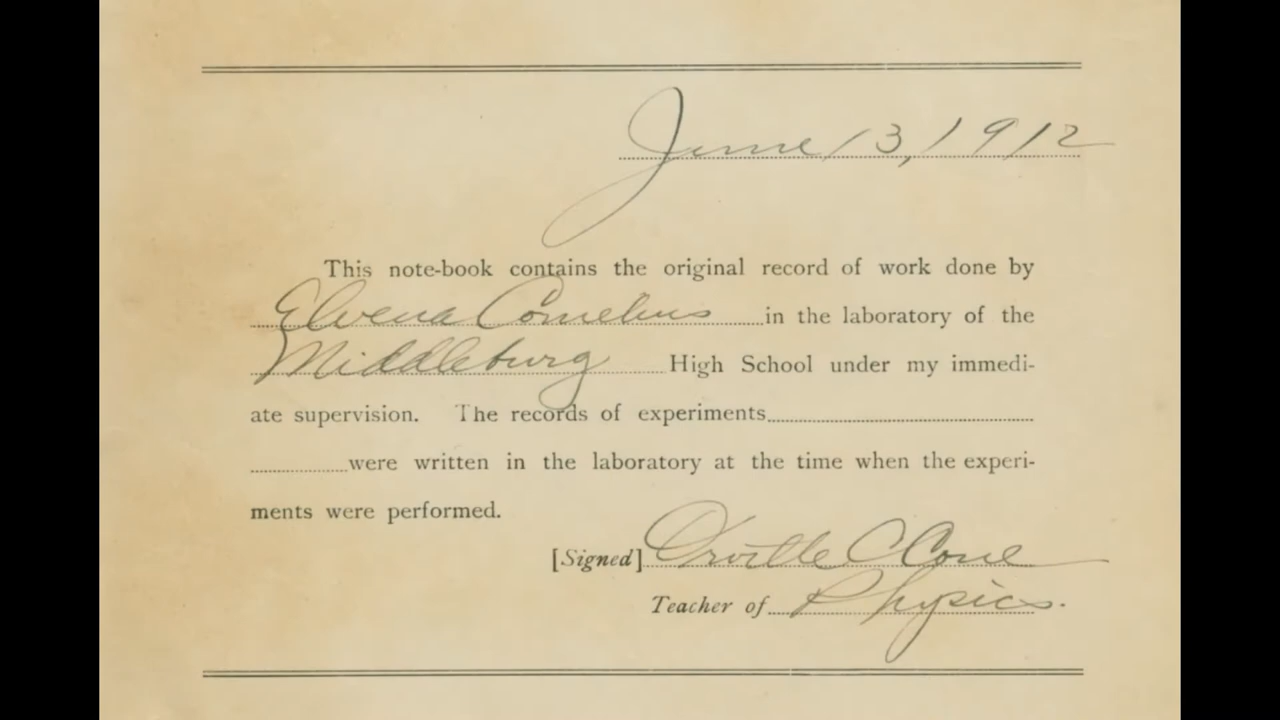 June 13, 1912
This note-book contains the original record of work done by
Elvena Cornelius in the laboratory of the
Middleburg High School under my immedi-
ate supervision. The records of experiments
were written in the laboratory at the time when the experi-
ments were performed.
[Signed] Orville C Cone
Teacher of Physics.